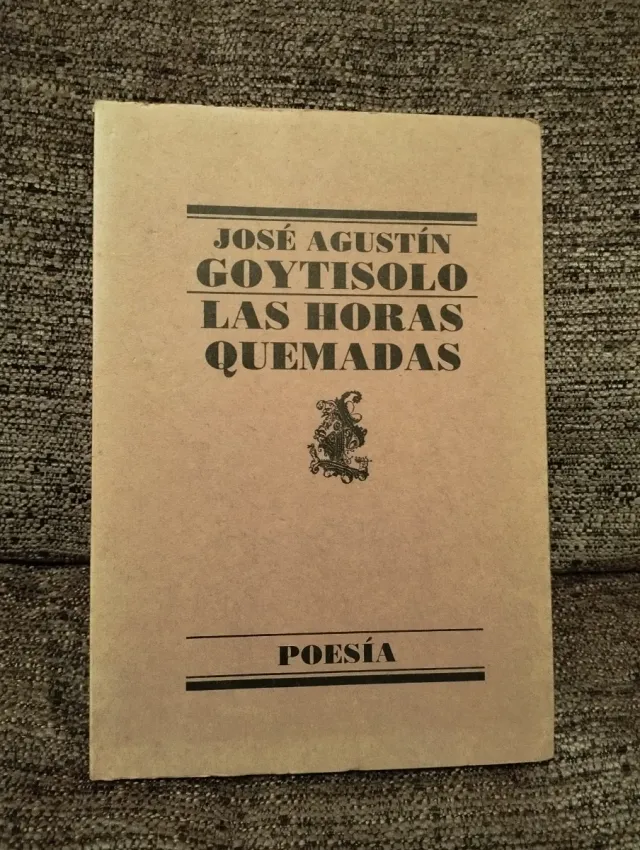 JOSÉ AGUSTÍN
GOYTISOLO
LAS HORAS
QUEMADAS
POESÍA